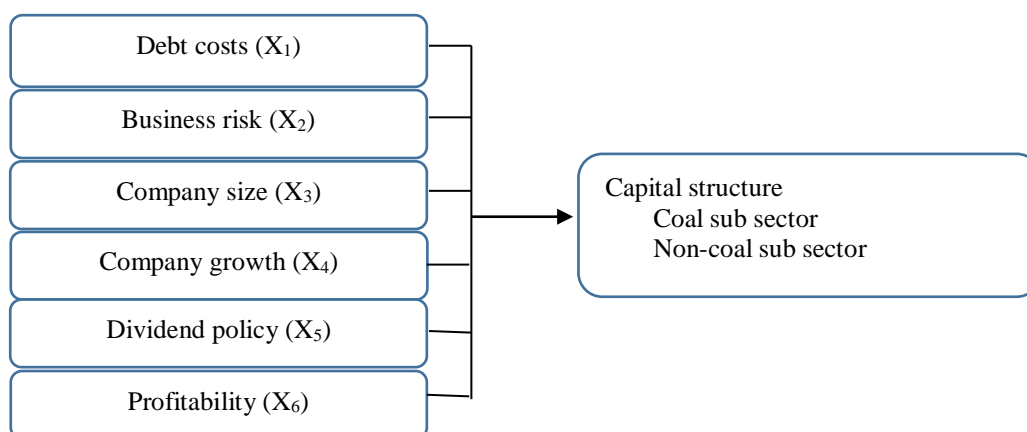 Debt costs (X₁)
Business risk (X₂)
Company size (X₃)
Company growth (X₄)
Dividend policy (X₅)
Profitability (X₆)
Capital structure
Coal sub sector
Non-coal sub sector